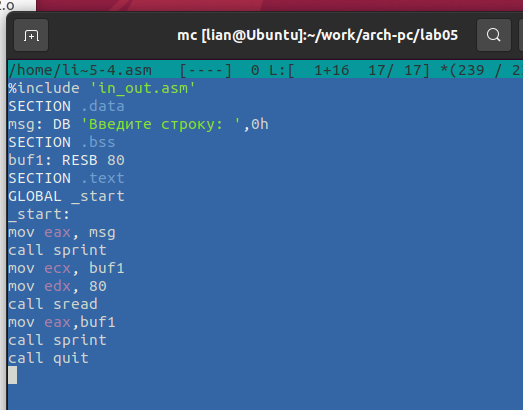 2.o
mc [lian@Ubuntu]:~/work/arch-pc/lab05
/home/li~5-4.asm   [----]  0 L:[  1+16  17/ 17] *(239 / 2
%include 'in_out.asm'
SECTION .data
msg: DB 'Введите строку: ',0h
SECTION .bss
buf1: RESB 80
SECTION .text
GLOBAL _start
_start:
mov eax, msg
call sprint
mov ecx, buf1
mov edx, 80
call sread
mov eax,buf1
call sprint
call quit